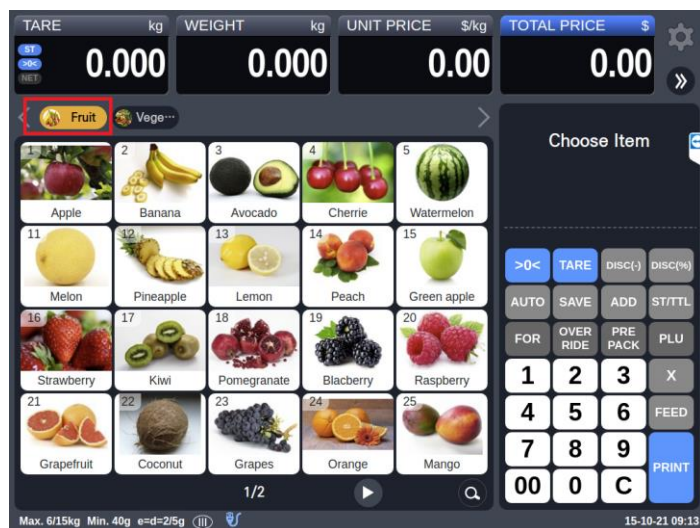 TARE kg WEIGHT kg UNIT PRICE $/kg TOTAL PRICE $
ST
>0<
NET
0.000 0.000 0.00 0.00
Fruit Vege···
Choose Item
1 2 3 4 5
Apple Banana Avocado Cherrie Watermelon
11 12 13 14 15
Melon Pineapple Lemon Peach Green apple
16 17 18 19 20
Strawberry Kiwi Pomegranate Blacberry Raspberry
21 22 23 24 25
Grapefruit Coconut Grapes Orange Mango
1/2
>0< TARE DISC(-) DISC(%)
AUTO SAVE ADD ST/TTL
FOR OVER RIDE PRE PACK PLU
1 2 3 X
4 5 6 FEED
7 8 9 PRINT
00 0 C
Max. 6/15kg Min. 40g e=d=2/5g III 15-10-21 09:13